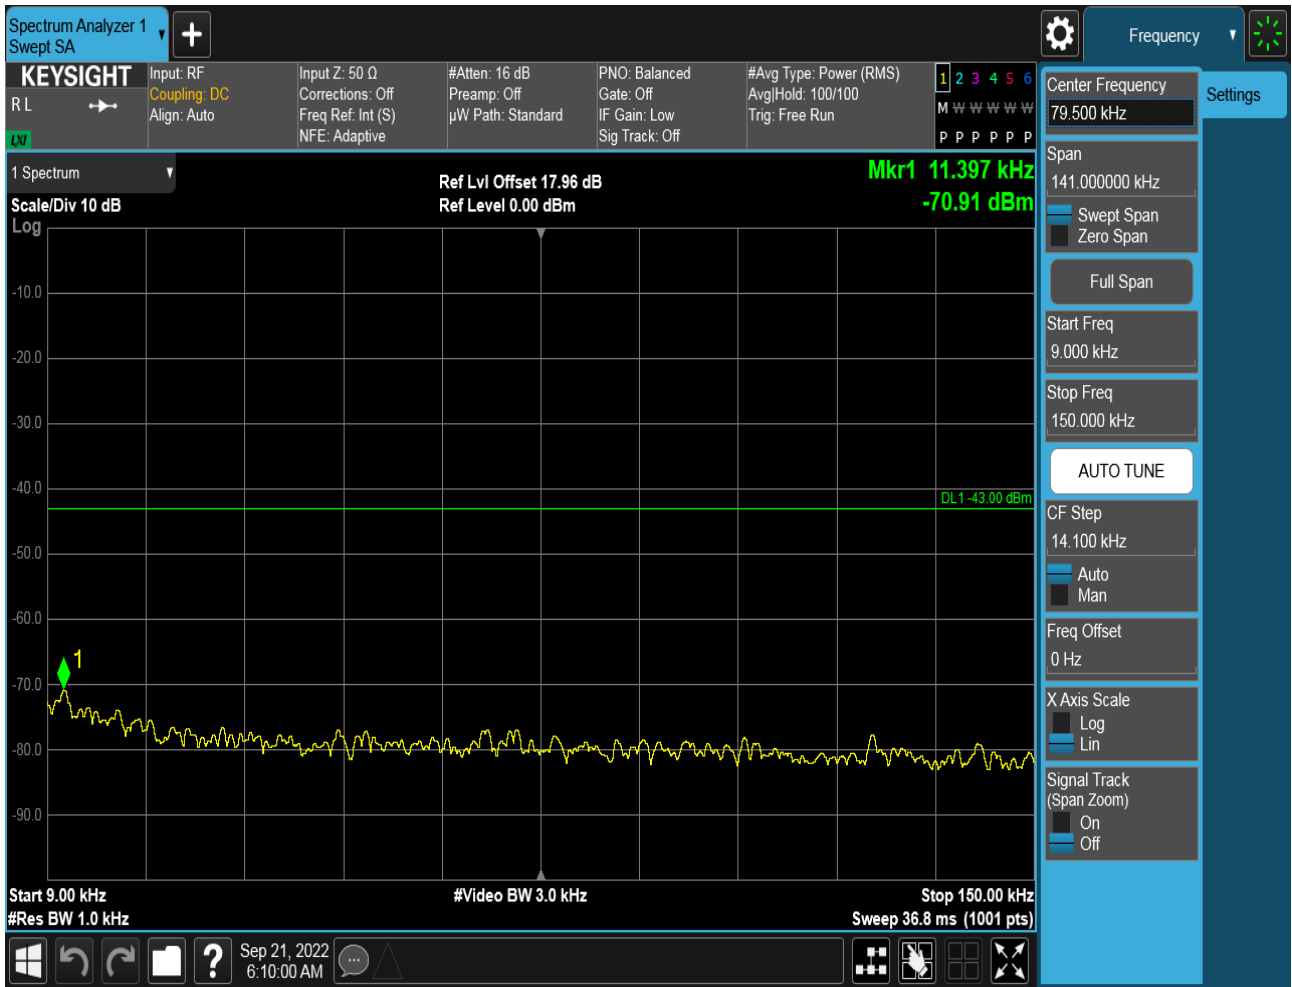 Spectrum Analyzer 1
Swept SA
Frequency
KEYSIGHT
R L
LXI
Input: RF
Coupling: DC
Align: Auto
Input Z: 50 Ω
Corrections: Off
Freq Ref: Int (S)
NFE: Adaptive
#Atten: 16 dB
Preamp: Off
µW Path: Standard
PNO: Balanced
Gate: Off
IF Gain: Low
Sig Track: Off
#Avg Type: Power (RMS)
Avg|Hold: 100/100
Trig: Free Run
1 2 3 4 5 6
M W W W W W
P P P P P P
1 Spectrum
Scale/Div 10 dB
Log
Ref Lvl Offset 17.96 dB
Ref Level 0.00 dBm
Mkr1 11.397 kHz
-70.91 dBm
-10.0
-20.0
-30.0
-40.0
DL1 -43.00 dBm
-50.0
-60.0
1
-70.0
-80.0
-90.0
Start 9.00 kHz
#Res BW 1.0 kHz
#Video BW 3.0 kHz
Stop 150.00 kHz
Sweep 36.8 ms (1001 pts)
Center Frequency
79.500 kHz
Settings
Span
141.000000 kHz
Swept Span
Zero Span
Full Span
Start Freq
9.000 kHz
Stop Freq
150.000 kHz
AUTO TUNE
CF Step
14.100 kHz
Auto
Man
Freq Offset
0 Hz
X Axis Scale
Log
Lin
Signal Track
(Span Zoom)
On
Off
?
Sep 21, 2022
6:10:00 AM